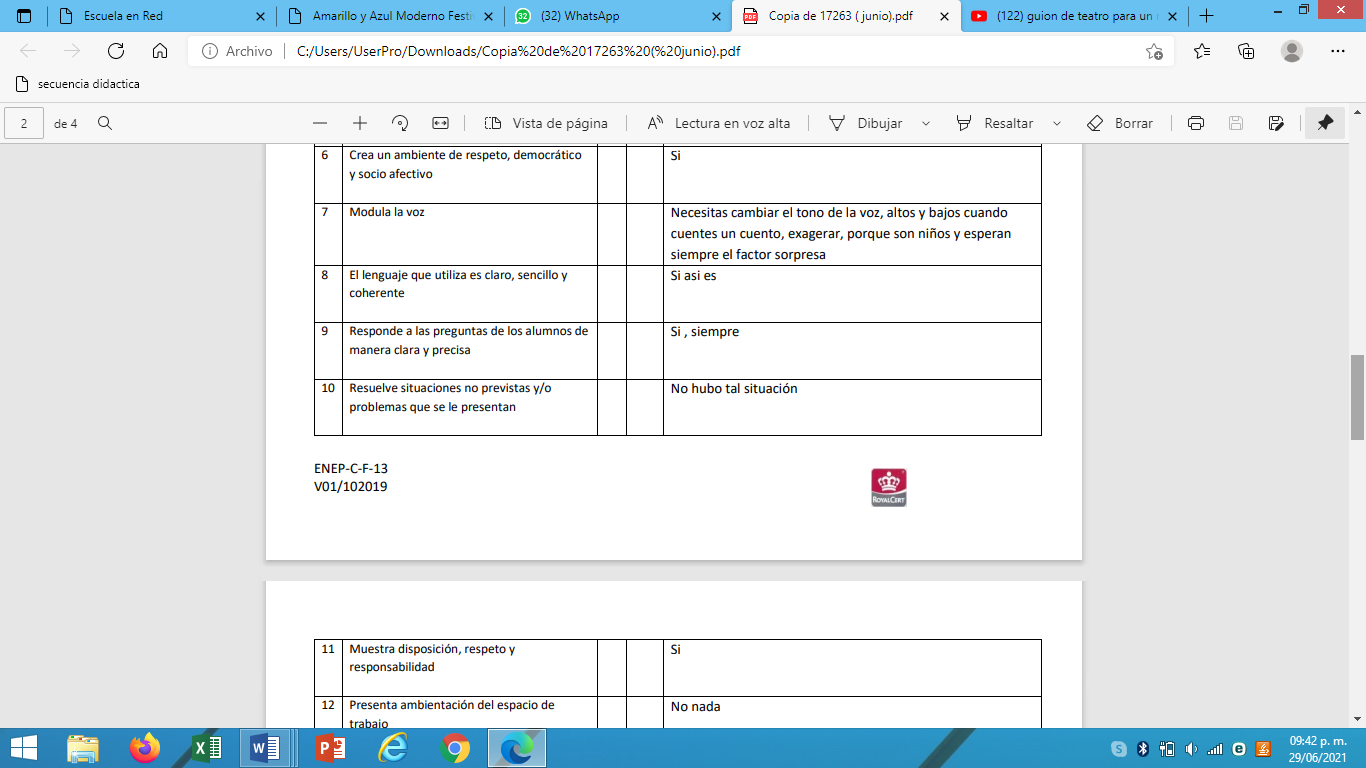 Escuela en Red
Amarillo y Azul Moderno Festi
32
(32) WhatsApp
PDF
Copia de 17263 ( junio).pdf
(122) guion de teatro para un
Archivo
C:/Users/UserPro/Downloads/Copia%20de%2017263%20(%20junio).pdf
secuencia didactica
2
de 4
Vista de página
Lectura en voz alta
Dibujar
Resaltar
Borrar
6
Crea un ambiente de respeto, democrático
y socio afectivo
Si
7
Modula la voz
Necesitas cambiar el tono de la voz, altos y bajos cuando
cuentes un cuento, exagerar, porque son niños y esperan
siempre el factor sorpresa
8
El lenguaje que utiliza es claro, sencillo y
coherente
Si asi es
9
Responde a las preguntas de los alumnos de
manera clara y precisa
Si , siempre
10
Resuelve situaciones no previstas y/o
problemas que se le presentan
No hubo tal situación
ENEP-C-F-13
V01/102019
ROYALCERT
11
Muestra disposición, respeto y
responsabilidad
Si
12
Presenta ambientación del espacio de
trabajo
No nada
09:42 p. m.
29/06/2021